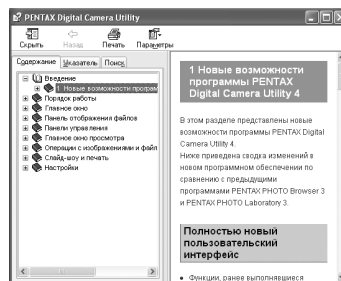 PENTAX Digital Camera Utility
Скрыть Назад Печать Параметры
Содержание Указатель Поиск
Введение
1 Новые возможности програм
Порядок работы
Главное окно
Панель отображения файлов
Панели управления
Главное окно просмотра
Операции с изображениями и файл
Слайд-шоу и печать
Настройки
1 Новые возможности
программы PENTAX
Digital Camera Utility 4
В этом разделе представлены новые
возможности программы PENTAX Digital
Camera Utility 4.
Ниже приведена сводка изменений в
новом программном обеспечении по
сравнению с предыдущими
программами PENTAX PHOTO Browser 3
и PENTAX PHOTO Laboratory 3.
Полностью новый
пользовательский
интерфейс
• Функции, ранее выполнявшиеся